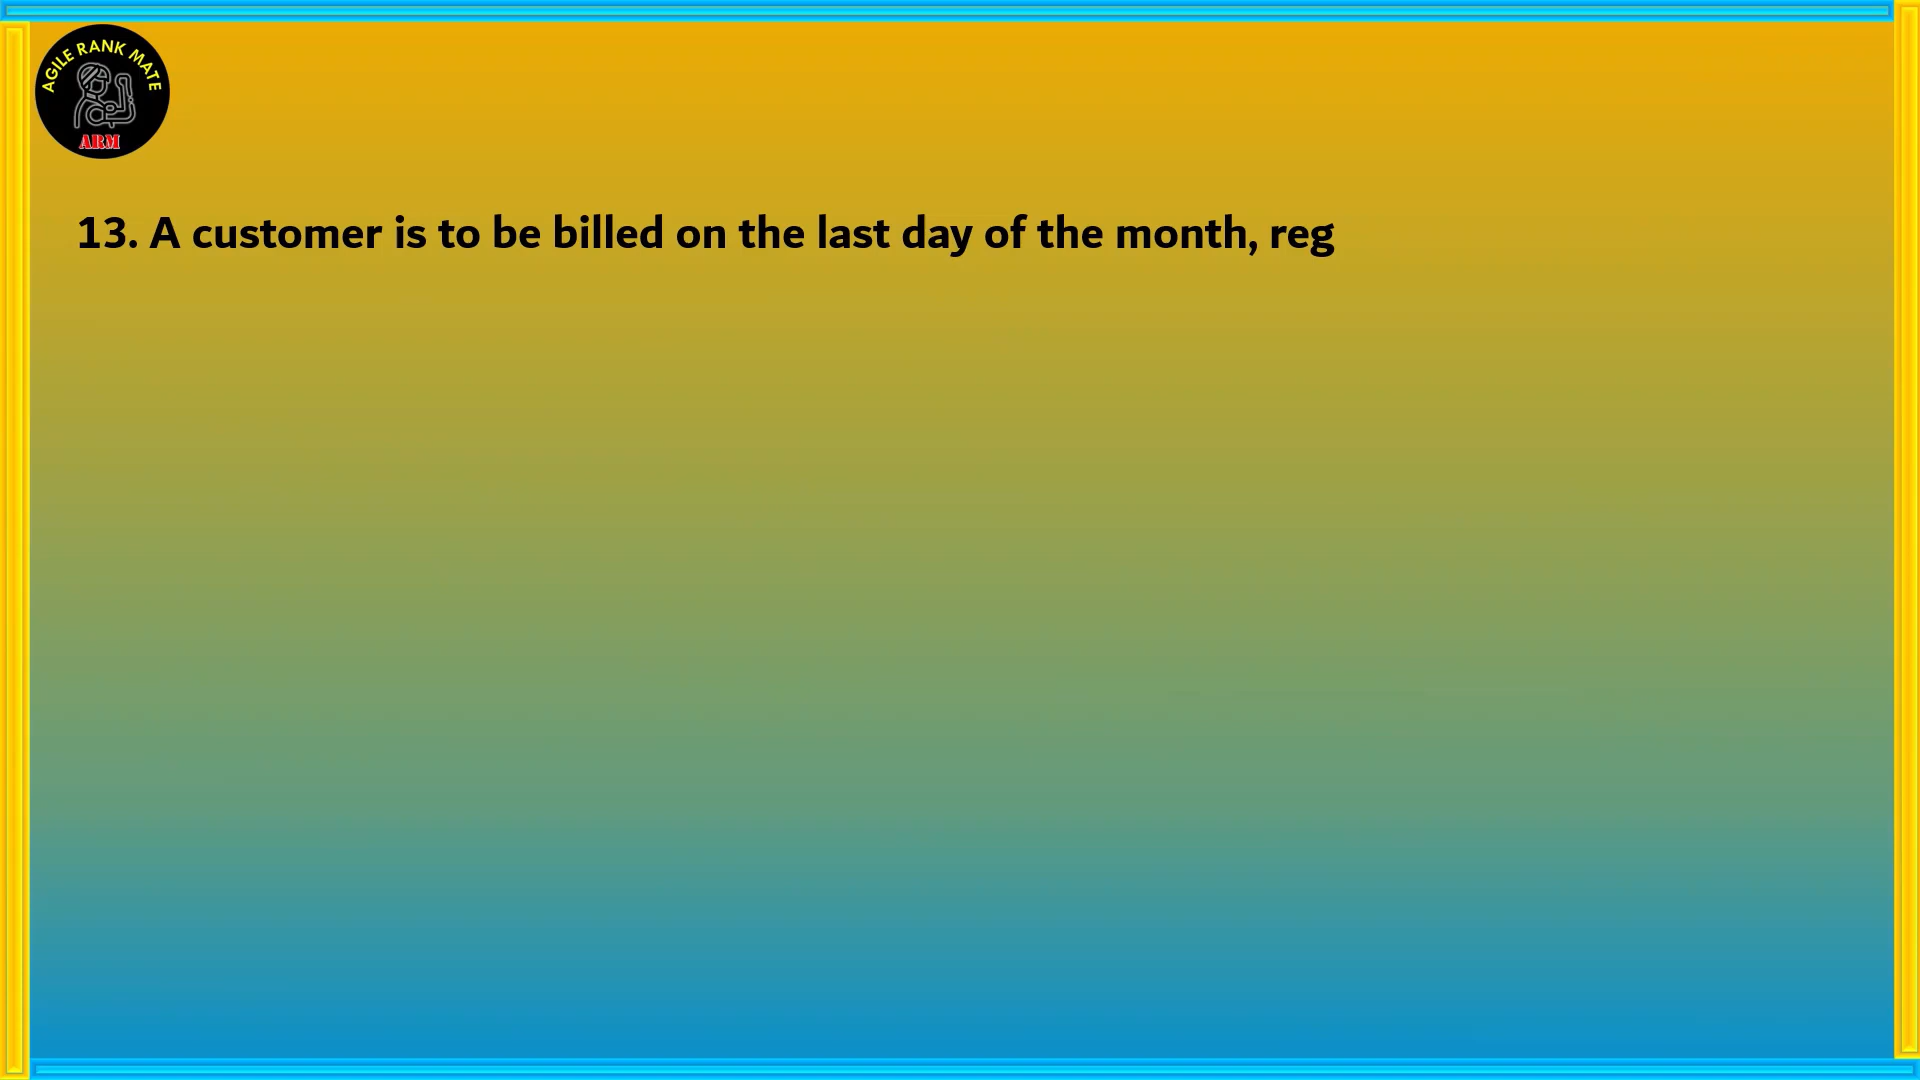 AGILE RANK MATE
ARM
13. A customer is to be billed on the last day of the month, reg